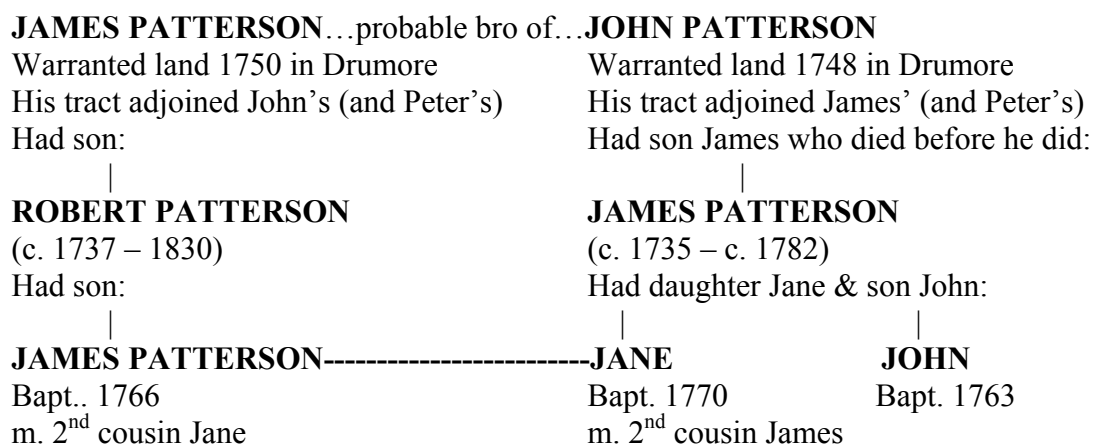 JAMES PATTERSON…probable bro of…JOHN PATTERSON
Warranted land 1750 in Drumore Warranted land 1748 in Drumore
His tract adjoined John’s (and Peter’s) His tract adjoined James’ (and Peter’s)
Had son: Had son James who died before he did:
| |
ROBERT PATTERSON JAMES PATTERSON
(c. 1737 – 1830) (c. 1735 – c. 1782)
Had son: Had daughter Jane & son John:
| | |
JAMES PATTERSON-------------------------JANE JOHN
Bapt.. 1766 Bapt. 1770 Bapt. 1763
m. 2nd cousin Jane m. 2nd cousin James